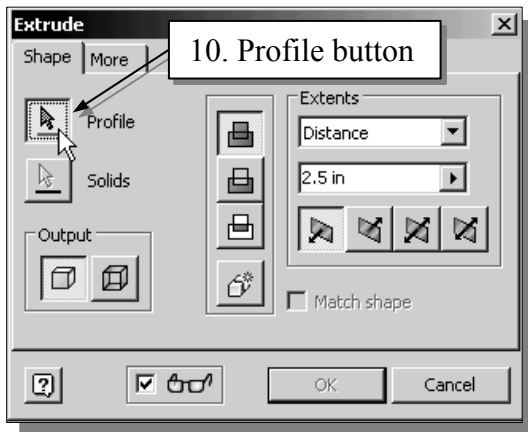 Extrude
Shape More
10. Profile button
Profile
Solids
Output
Extents
Distance
2.5 in
Match shape
OK
Cancel